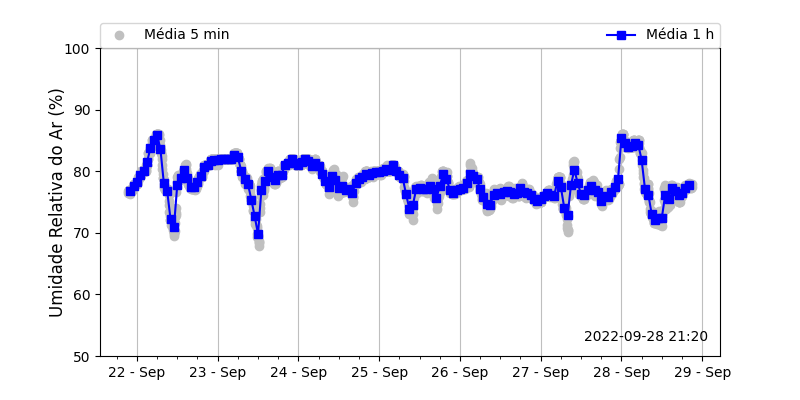 Média 5 min
Média 1 h
Umidade Relativa do Ar (%)
100
90
80
70
60
50
2022-09-28 21:20
22 - Sep
23 - Sep
24 - Sep
25 - Sep
26 - Sep
27 - Sep
28 - Sep
29 - Sep